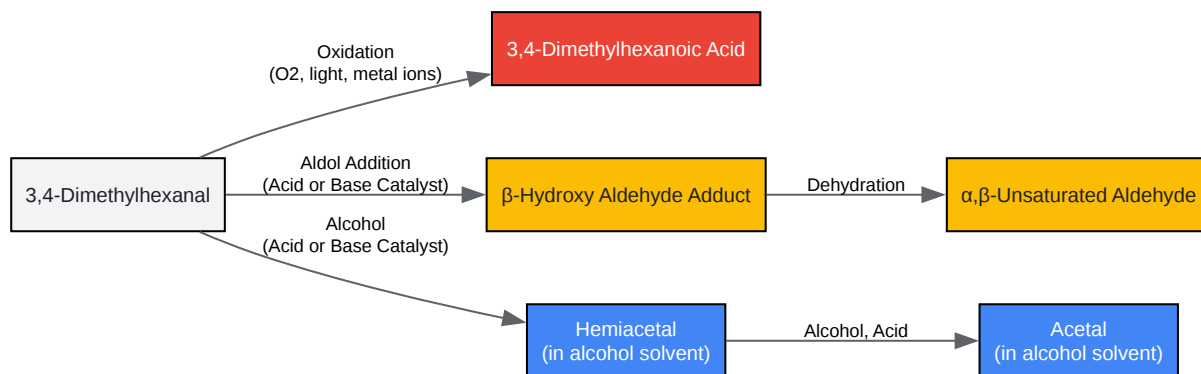 Oxidation
(O2, light, metal ions)
3,4-Dimethylhexanoic Acid
3,4-Dimethylhexanal
Aldol Addition
(Acid or Base Catalyst)
β-Hydroxy Aldehyde Adduct
Dehydration
α,β-Unsaturated Aldehyde
Alcohol
(Acid or Base Catalyst)
Hemiacetal
(in alcohol solvent)
Alcohol, Acid
Acetal
(in alcohol solvent)